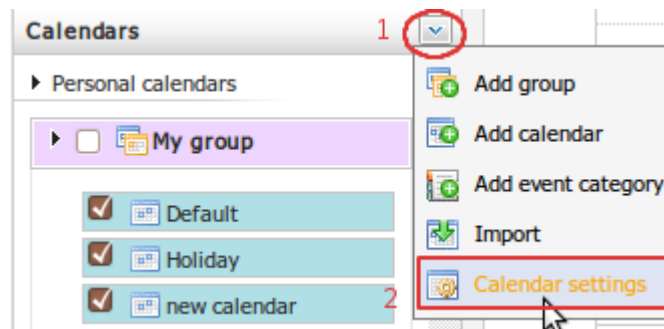 Calendars 1
Personal calendars
My group
Default
Holiday
new calendar 2
Add group
Add calendar
Add event category
Import
Calendar settings